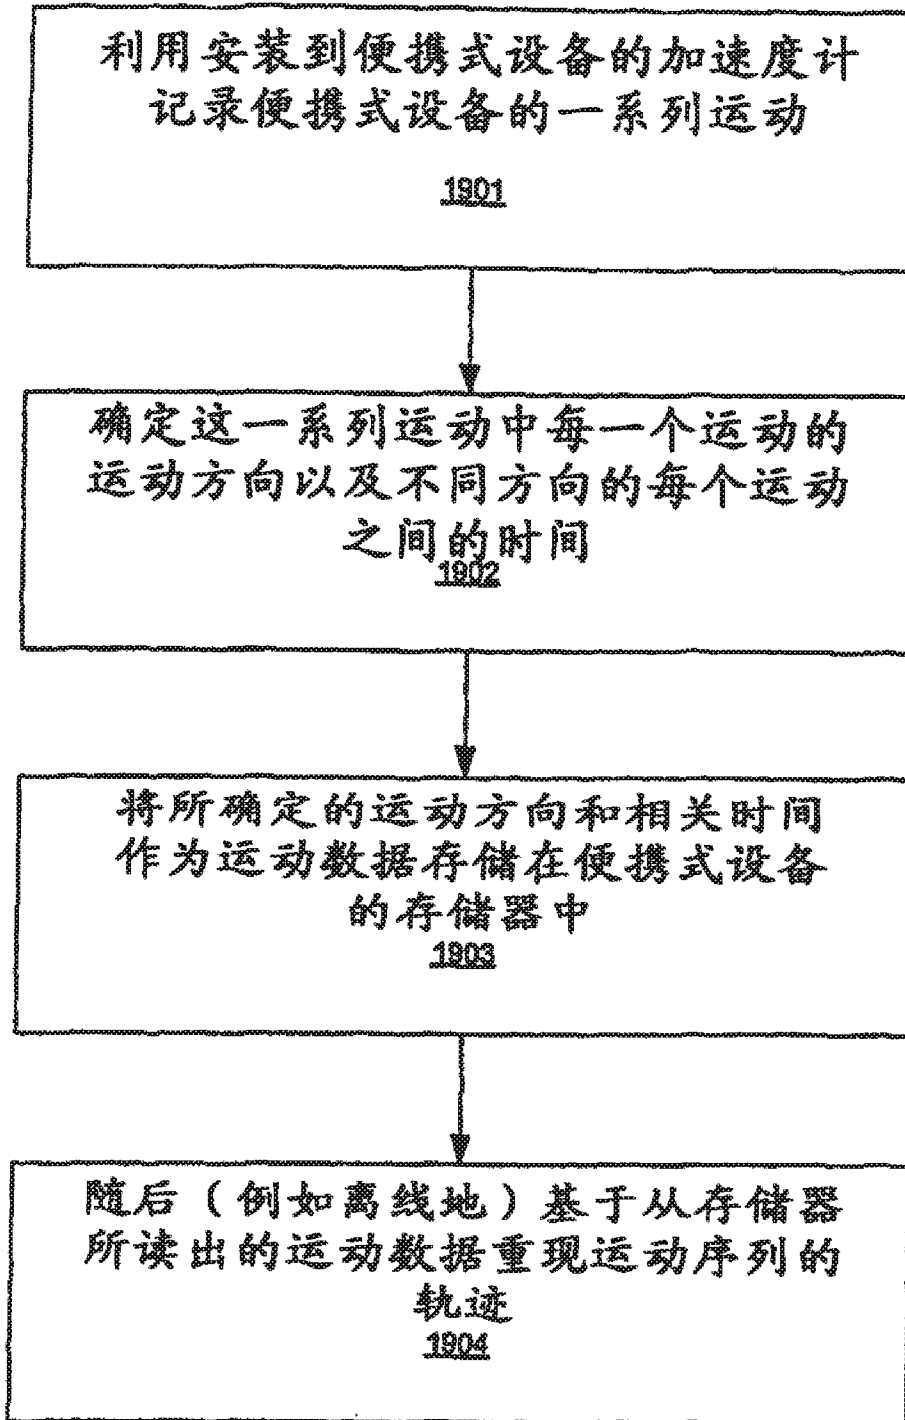 利用安装到便携式设备的加速度计
记录便携式设备的一系列运动
1901
确定这一系列运动中每一个运动的
运动方向以及不同方向的每个运动
之间的时间
1902
将所确定的运动方向和相关时间
作为运动数据存储在便携式设备
的存储器中
1903
随后（例如离线地）基于从存储器
所读出的运动数据重现运动序列的
轨迹
1904